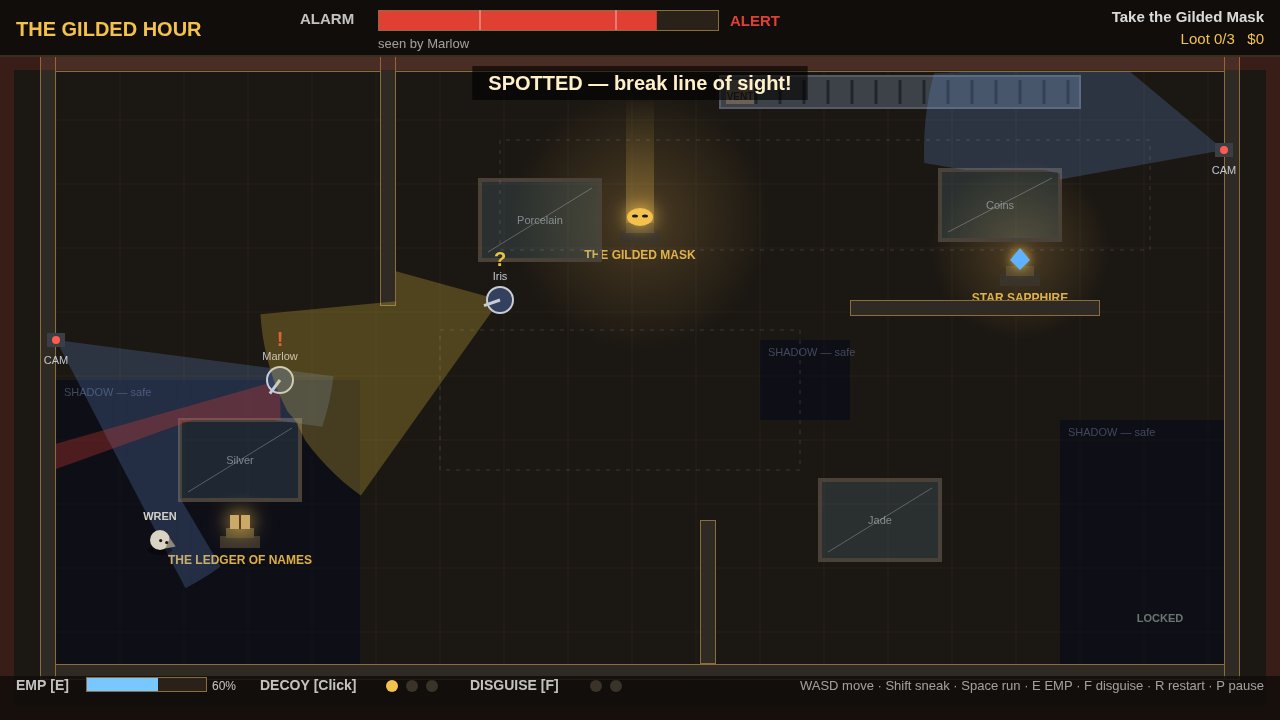 THE GILDED HOUR
ALARM
ALERT
seen by Marlow
Take the Gilded Mask
Loot 0/3 $0
SPOTTED — break line of sight!
VENT
CAM
Porcelain
Coins
THE GILDED MASK
?
Iris
STAR SAPPHIRE
!
Marlow
CAM
SHADOW — safe
SHADOW — safe
SHADOW — safe
Silver
WREN
THE LEDGER OF NAMES
Jade
LOCKED
EMP [E]
60%
DECOY [Click]
DISGUISE [F]
WASD move · Shift sneak · Space run · E EMP · F disguise · R restart · P pause